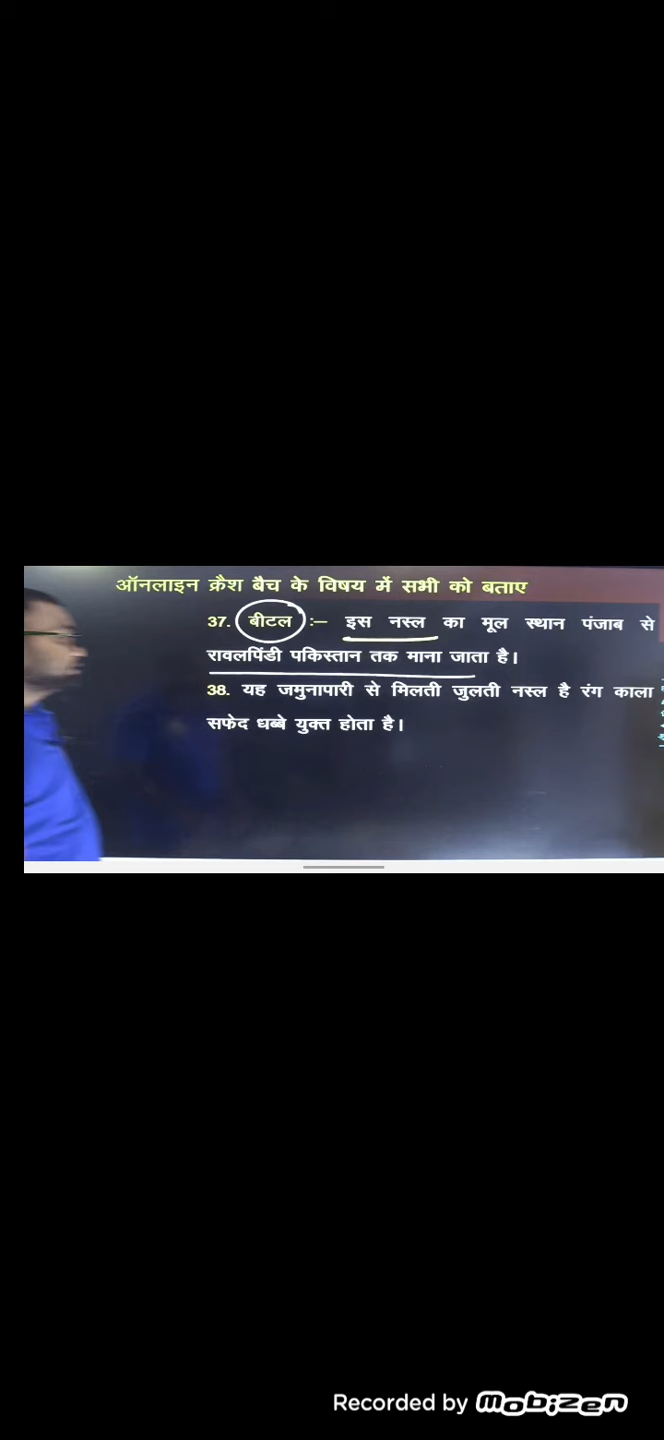 ऑनलाइन क्रैश बैच के विषय में सभी को बताए
37. बीटल :– इस नस्ल का मूल स्थान पंजाब से
रावलपिंडी पकिस्तान तक माना जाता है।
38. यह जमुनापारी से मिलती जुलती नस्ल है रंग काला
सफेद धब्बे युक्त होता है।
Recorded by mobizen